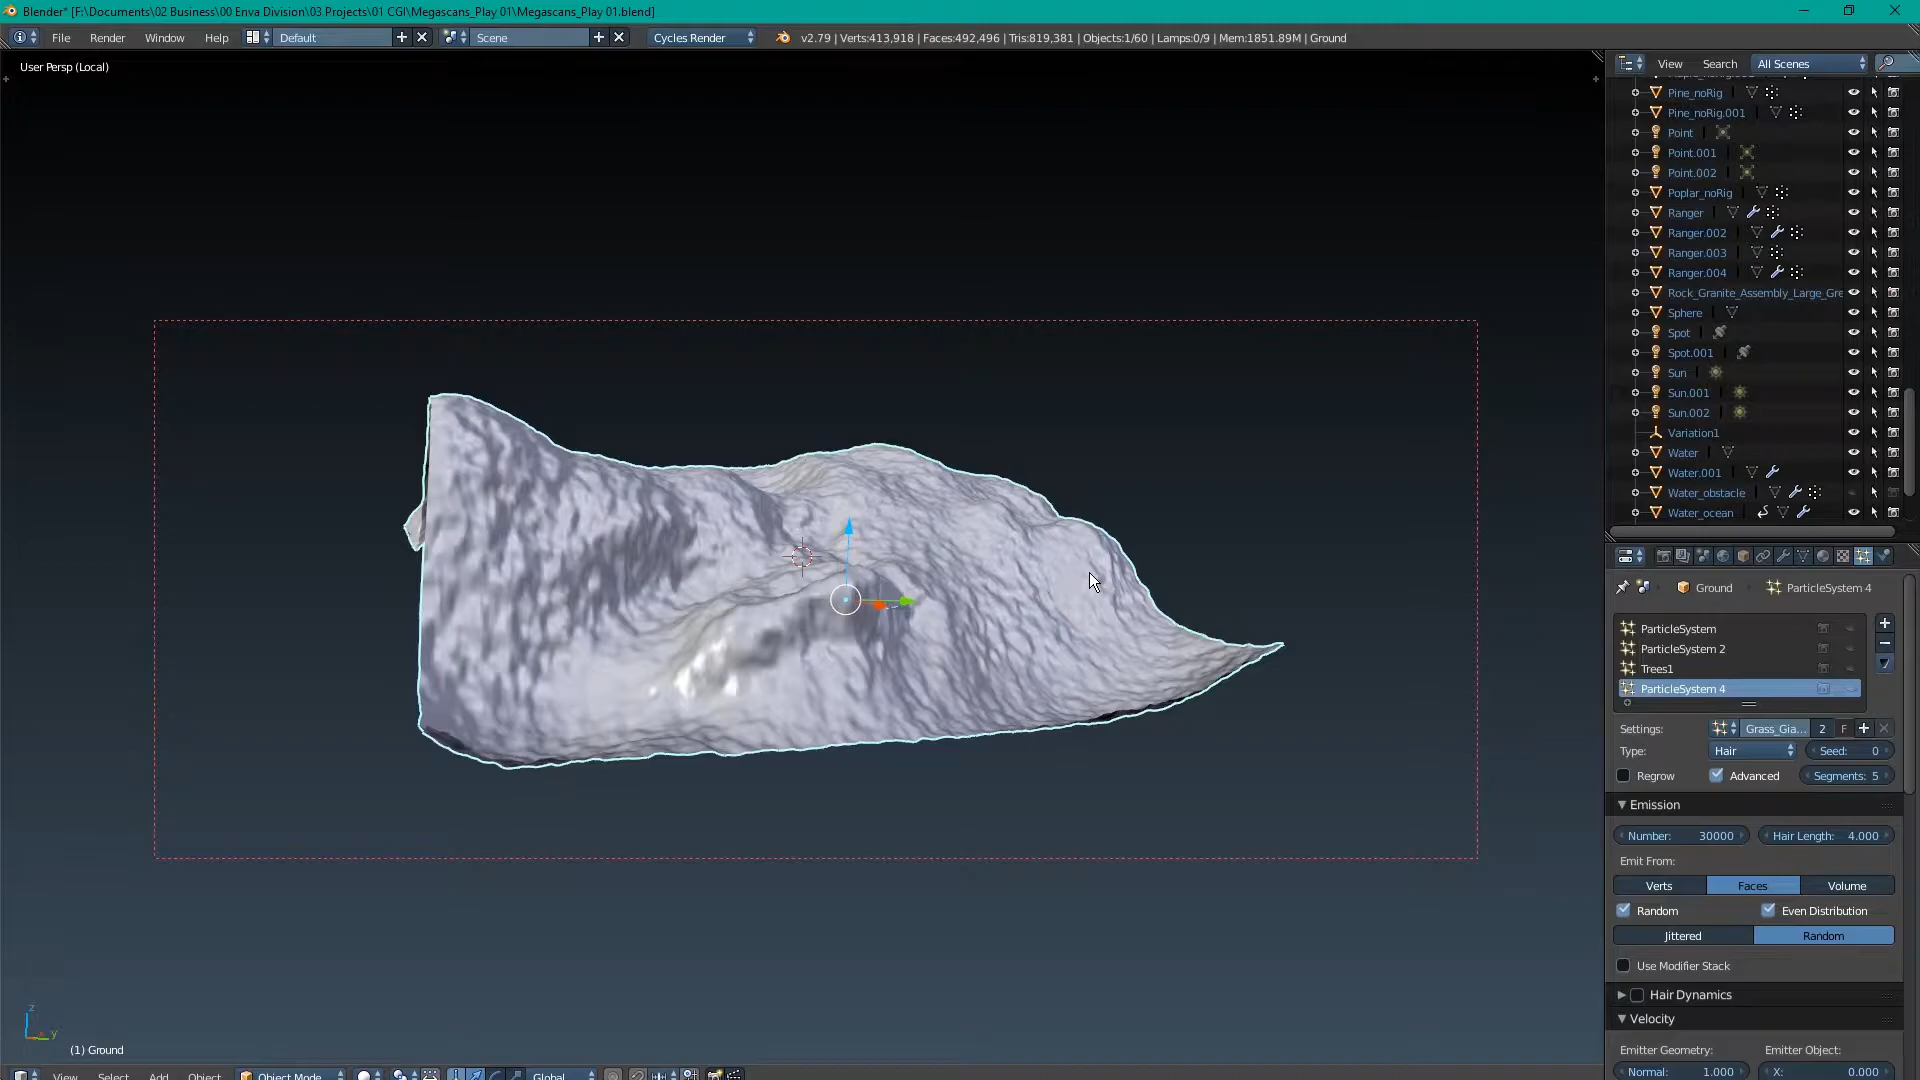 Blender* [F:\Documents\02 Business\00 Enva Division\03 Projects\01 CGI\Megascans_Play 01\Megascans_Play 01.blend]
File Render Window Help Default Scene Cycles Render v2.79 | Verts:413,918 | Faces:492,496 | Tris:819,381 | Objects:1/60 | Lamps:0/9 | Mem:1851.89M | Ground
User Persp (Local)
View Search All Scenes
Pine_noRig
Pine_noRig.001
Point
Point.001
Point.002
Poplar_noRig
Ranger
Ranger.002
Ranger.003
Ranger.004
Rock_Granite_Assembly_Large_Gre
Sphere
Spot
Spot.001
Sun
Sun.001
Sun.002
Variation1
Water
Water.001
Water_obstacle
Water_ocean
Ground ParticleSystem 4
ParticleSystem
ParticleSystem 2
Trees1
ParticleSystem 4
Settings: Grass_Gia... 2 F
Type: Hair Seed: 0
Regrow Advanced Segments: 5
Emission
Number: 30000 Hair Length: 4.000
Emit From:
Verts Faces Volume
Random Even Distribution
Jittered Random
Use Modifier Stack
Hair Dynamics
Velocity
Emitter Geometry: Emitter Object:
Normal: 1.000 X: 0.000
z
y
(1) Ground
View Select Add Object Object Mode Global